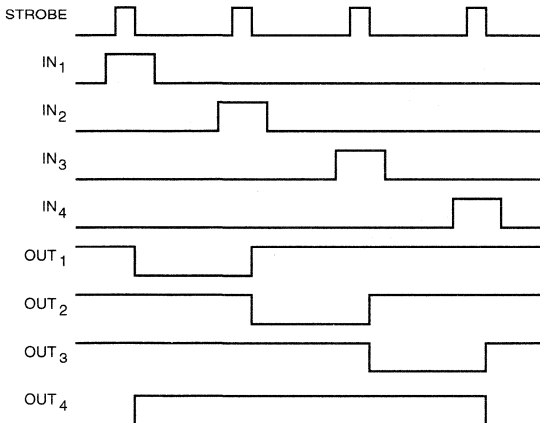 STROBE
IN1
IN2
IN3
IN4
OUT1
OUT2
OUT3
OUT4